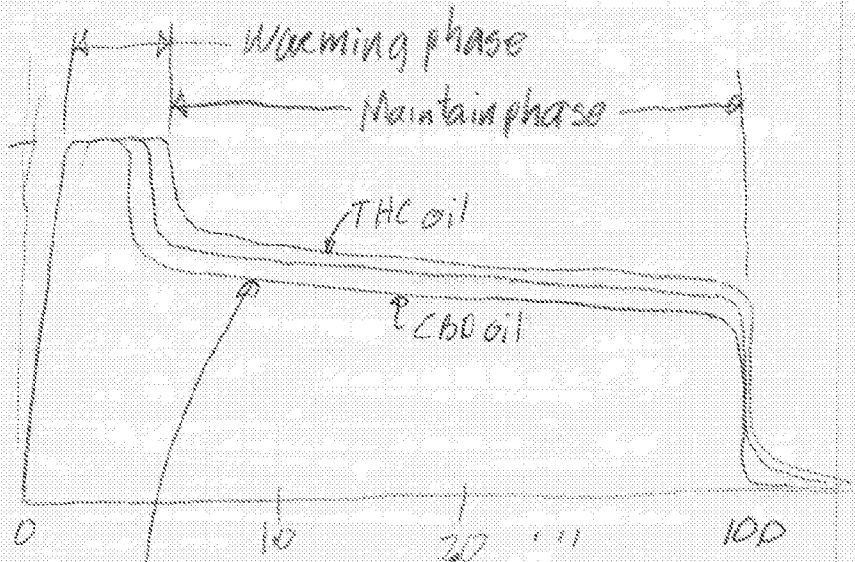 Warming phase
Maintain phase
THC oil
CBD oil
0 10 20 ... 100